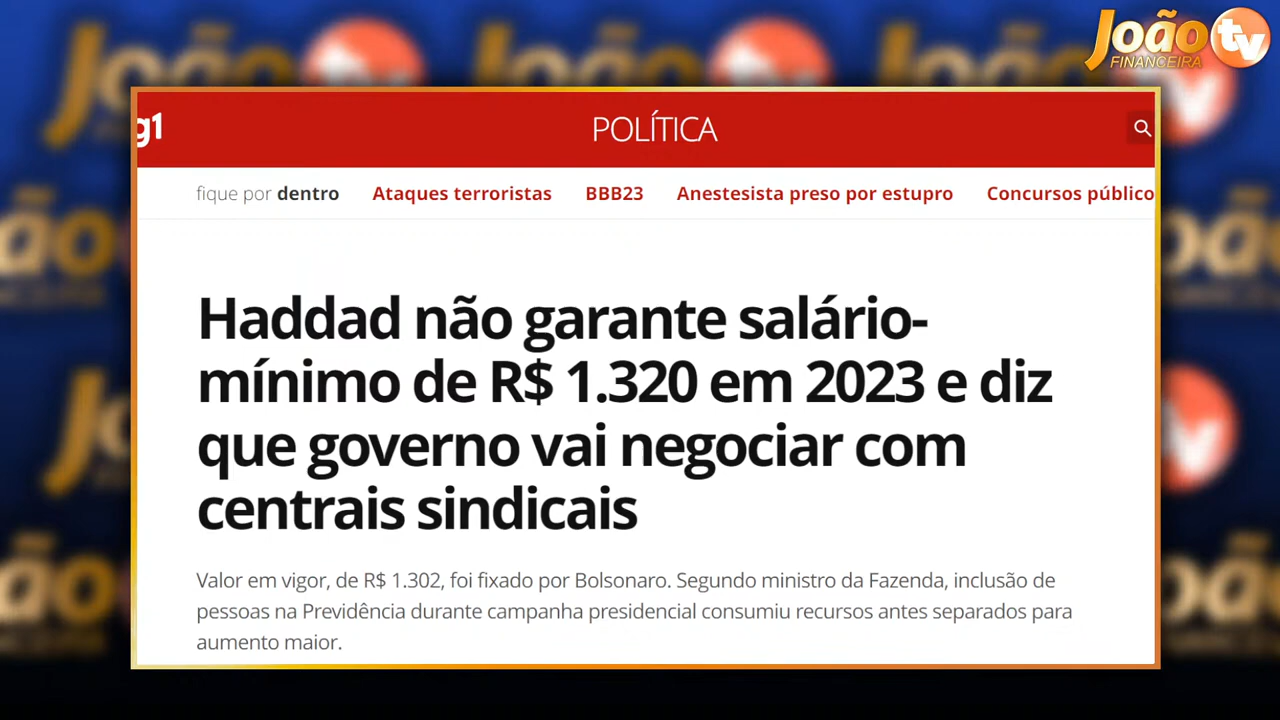 João tv
FINANCEIRA
g1
POLÍTICA
fique por dentro Ataques terroristas BBB23 Anestesista preso por estupro Concursos público
Haddad não garante salário-
mínimo de R$ 1.320 em 2023 e diz
que governo vai negociar com
centrais sindicais
Valor em vigor, de R$ 1.302, foi fixado por Bolsonaro. Segundo ministro da Fazenda, inclusão de
pessoas na Previdência durante campanha presidencial consumiu recursos antes separados para
aumento maior.